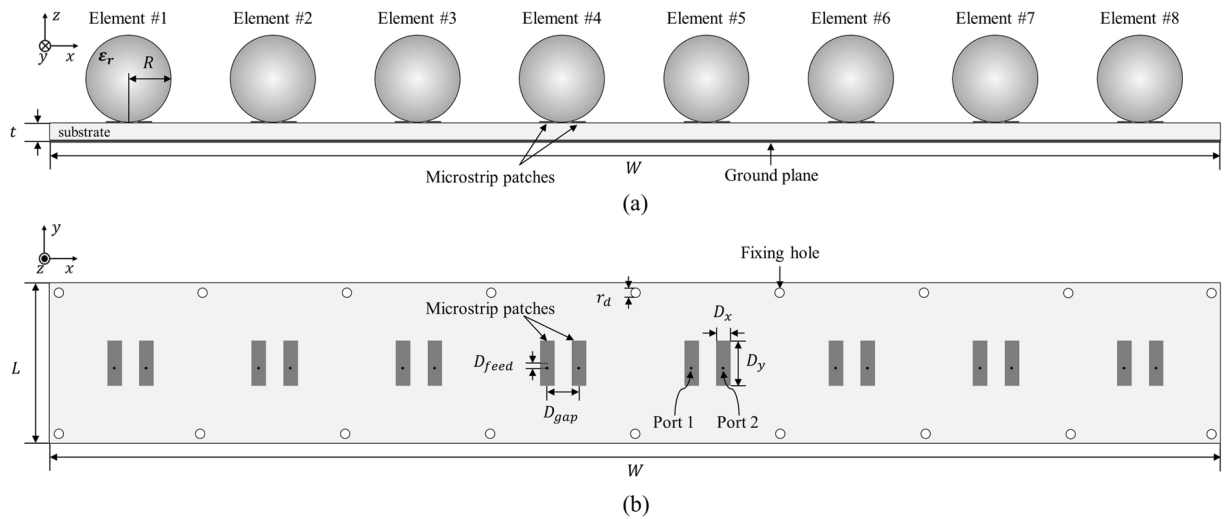 z
y x
Element #1 Element #2 Element #3 Element #4 Element #5 Element #6 Element #7 Element #8
εr R
t substrate
Microstrip patches W Ground plane
(a)
y
z x
Fixing hole
Microstrip patches rd Dx
L Dfeed Dy
Dgap Port 1 Port 2
W
(b)